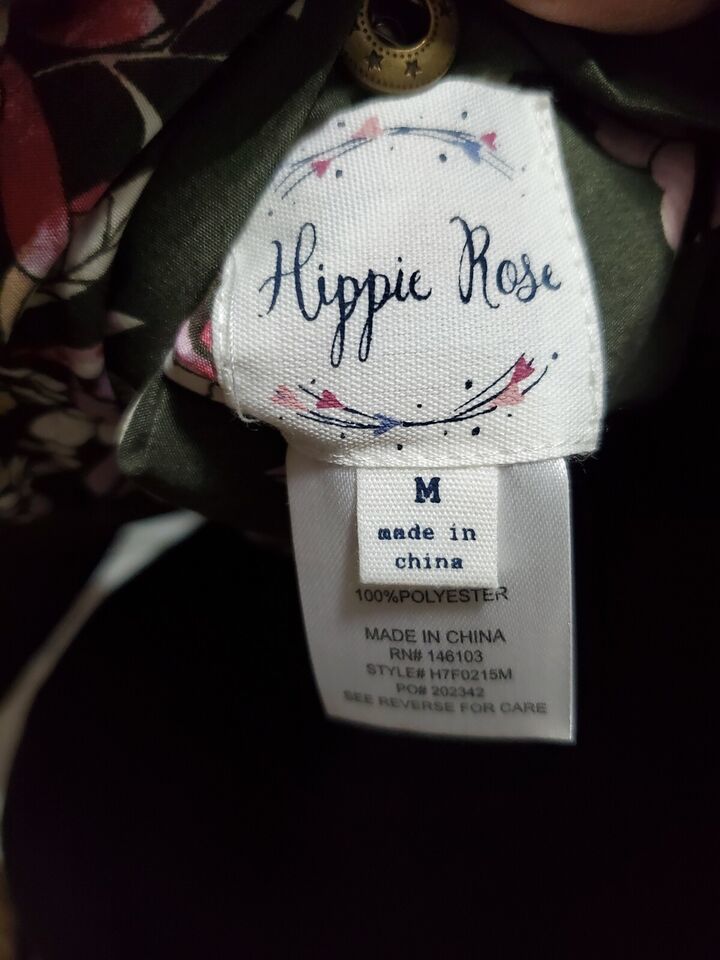 Hippie Rose
M
made in
china
100%POLYESTER
MADE IN CHINA
RN# 146103
STYLE# H7F0215M
PO# 202342
SEE REVERSE FOR CARE